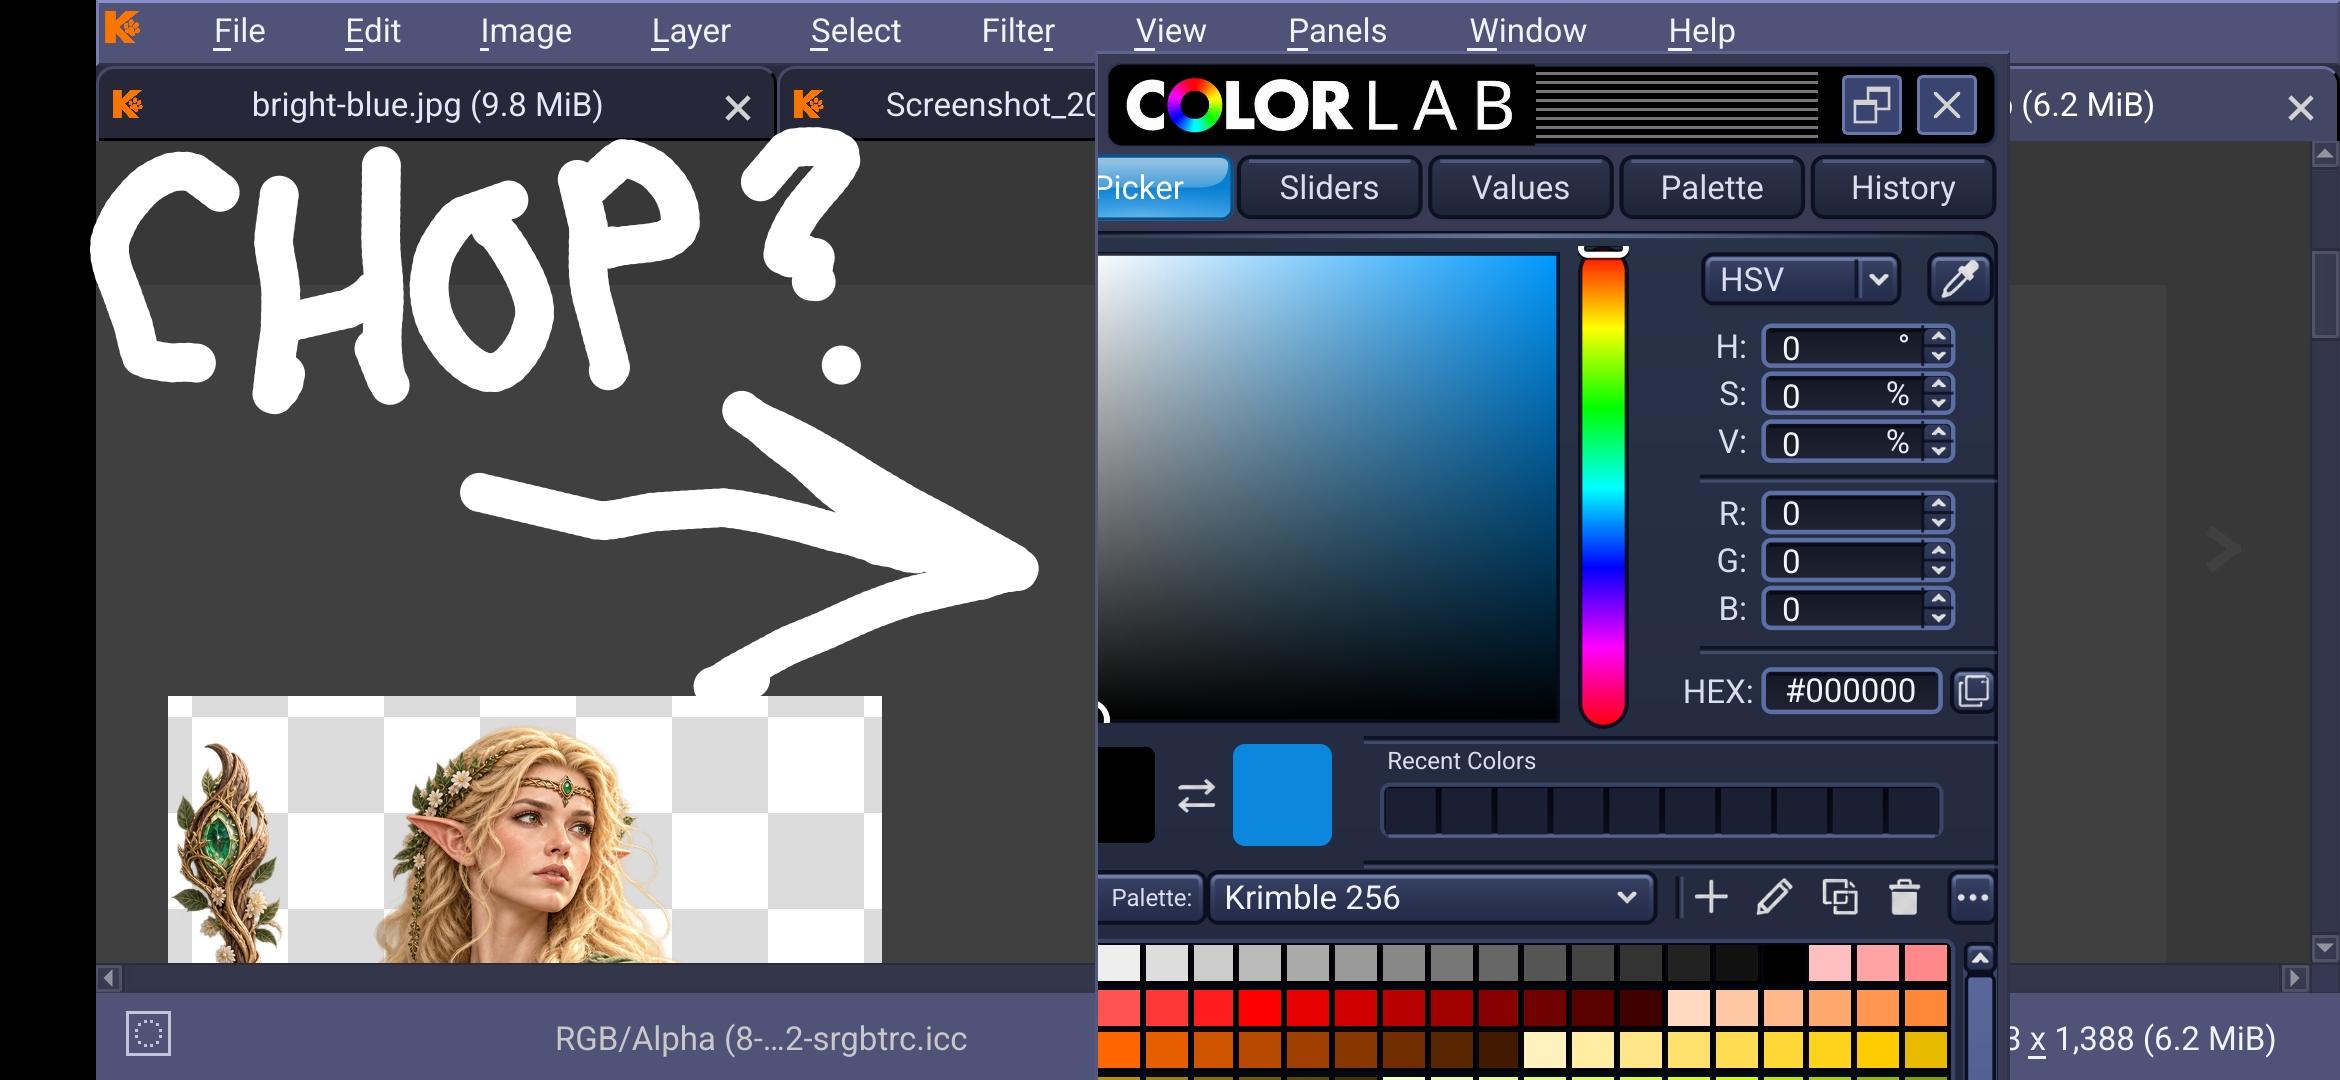 File Edit Image Layer Select Filter View Panels Window Help
bright-blue.jpg (9.8 MiB)
Screenshot_20
(6.2 MiB)
COLORLAB
Picker Sliders Values Palette History
CHOP?
HSV
H: 0 °
S: 0 %
V: 0 %
R: 0
G: 0
B: 0
HEX: #000000
Recent Colors
Palette: Krimble 256
RGB/Alpha (8-...2-srgbtrc.icc
x 1,388 (6.2 MiB)